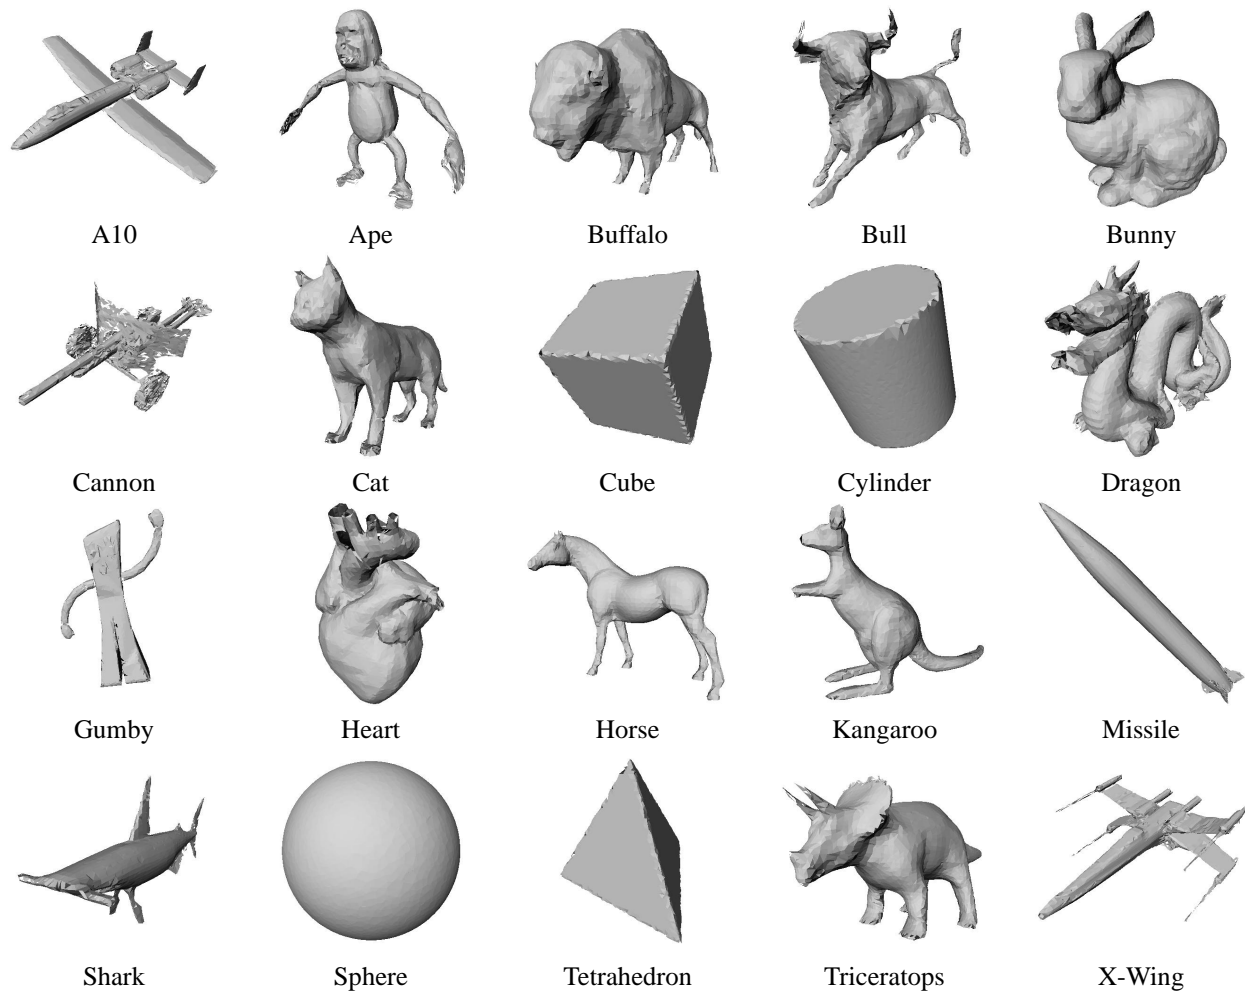 A10
Ape
Buffalo
Bull
Bunny
Cannon
Cat
Cube
Cylinder
Dragon
Gumby
Heart
Horse
Kangaroo
Missile
Shark
Sphere
Tetrahedron
Triceratops
X-Wing